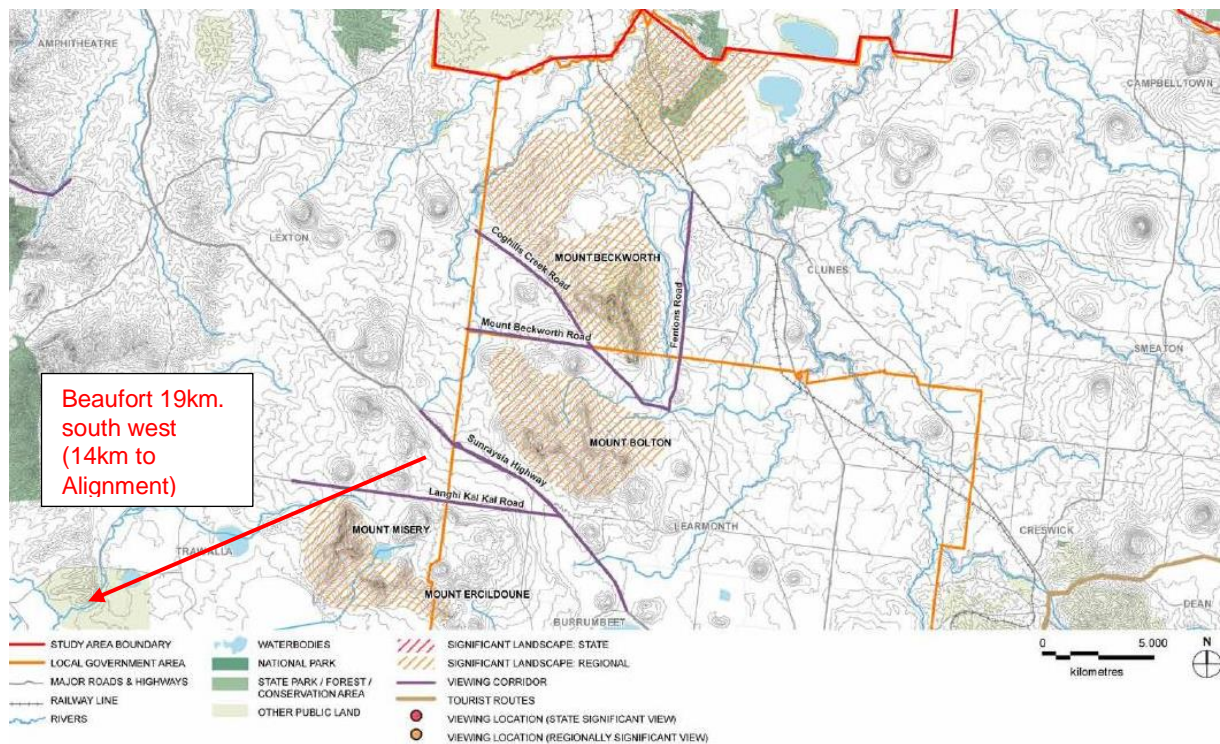 AMPHITHEATRE
CAMPBELLTOWN
LEXTON
Coghills Creek Road
MOUNT BECKWORTH
CLUNES
Fentons Road
Mount Beckworth Road
SMEATON
Beaufort 19km.
south west
(14km to
Alignment)
MOUNT BOLTON
Sunraysia Highway
Langhi Kal Kal Road
LEARMONTH
CRESWICK
MOUNT MISERY
TRAWALLA
MOUNT ERCILDOUNE
DEAN
BURRUMBEET
STUDY AREA BOUNDARY
LOCAL GOVERNMENT AREA
MAJOR ROADS & HIGHWAYS
RAILWAY LINE
RIVERS
WATERBODIES
NATIONAL PARK
STATE PARK / FOREST /
CONSERVATION AREA
OTHER PUBLIC LAND
SIGNIFICANT LANDSCAPE: STATE
SIGNIFICANT LANDSCAPE: REGIONAL
VIEWING CORRIDOR
TOURIST ROUTES
VIEWING LOCATION (STATE SIGNIFICANT VIEW)
VIEWING LOCATION (REGIONALLY SIGNIFICANT VIEW)
0 5.000
kilometres
N